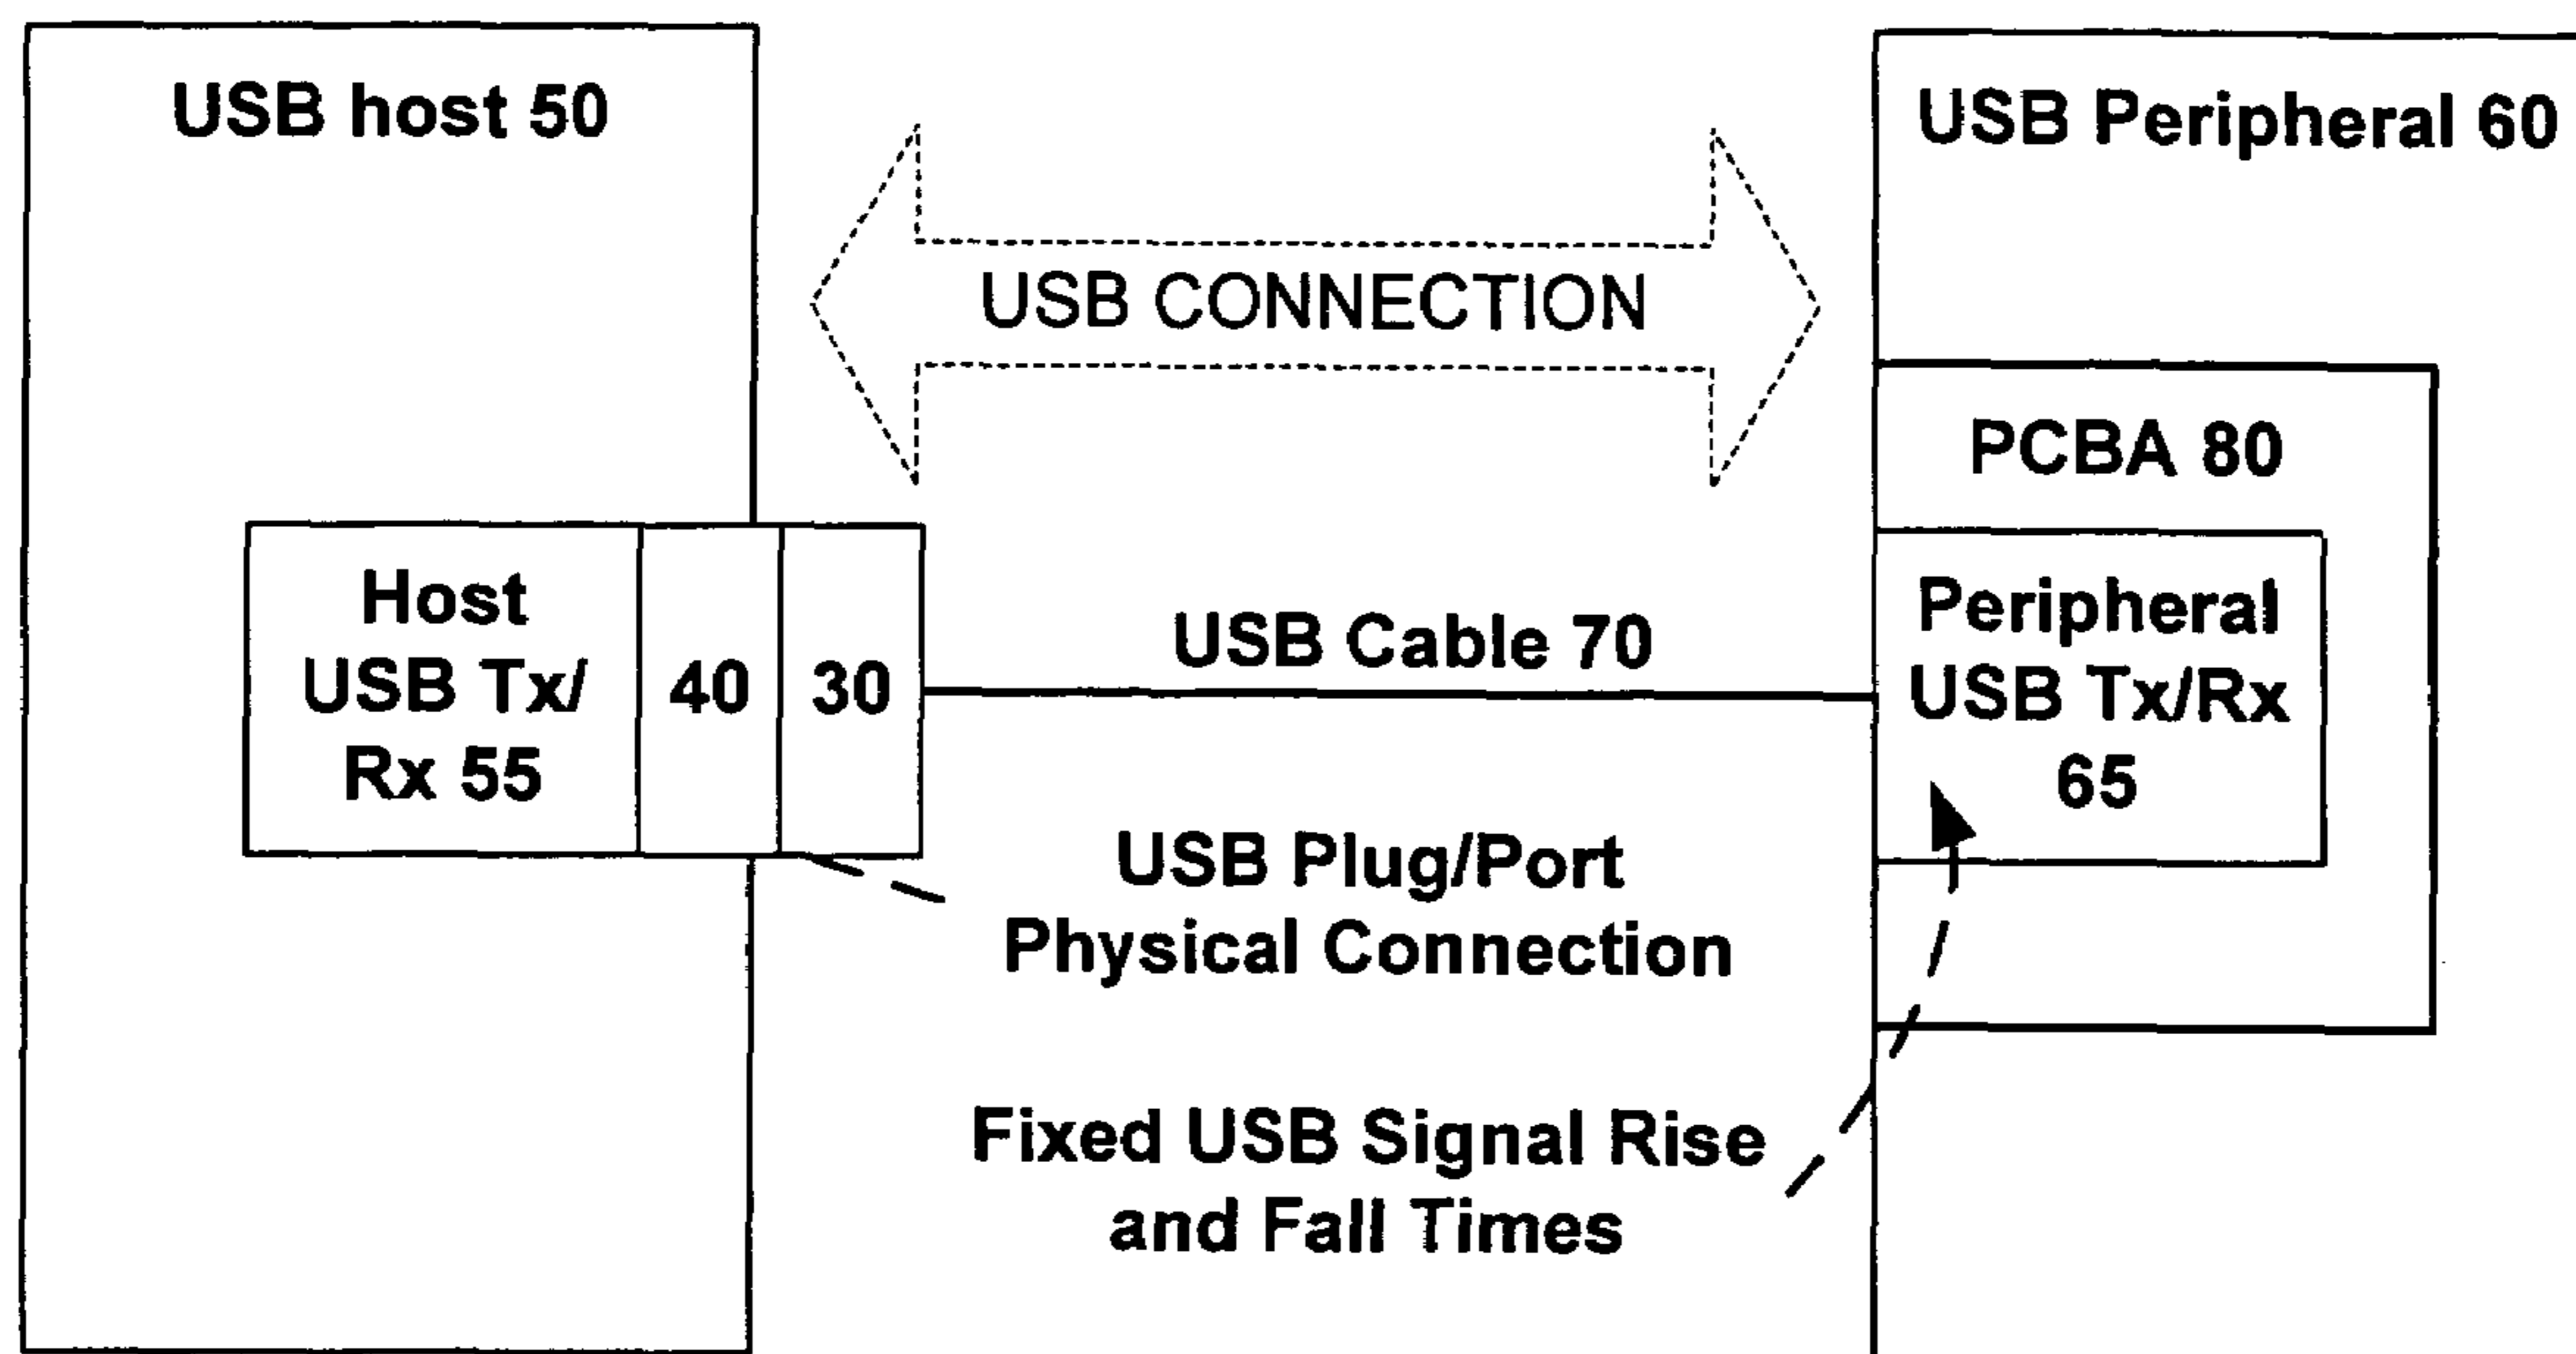 USB host 50
USB Peripheral 60
USB CONNECTION
PCBA 80
Host
USB Tx/
Rx 55
40
30
USB Cable 70
Peripheral
USB Tx/Rx
65
USB Plug/Port
Physical Connection
Fixed USB Signal Rise
and Fall Times